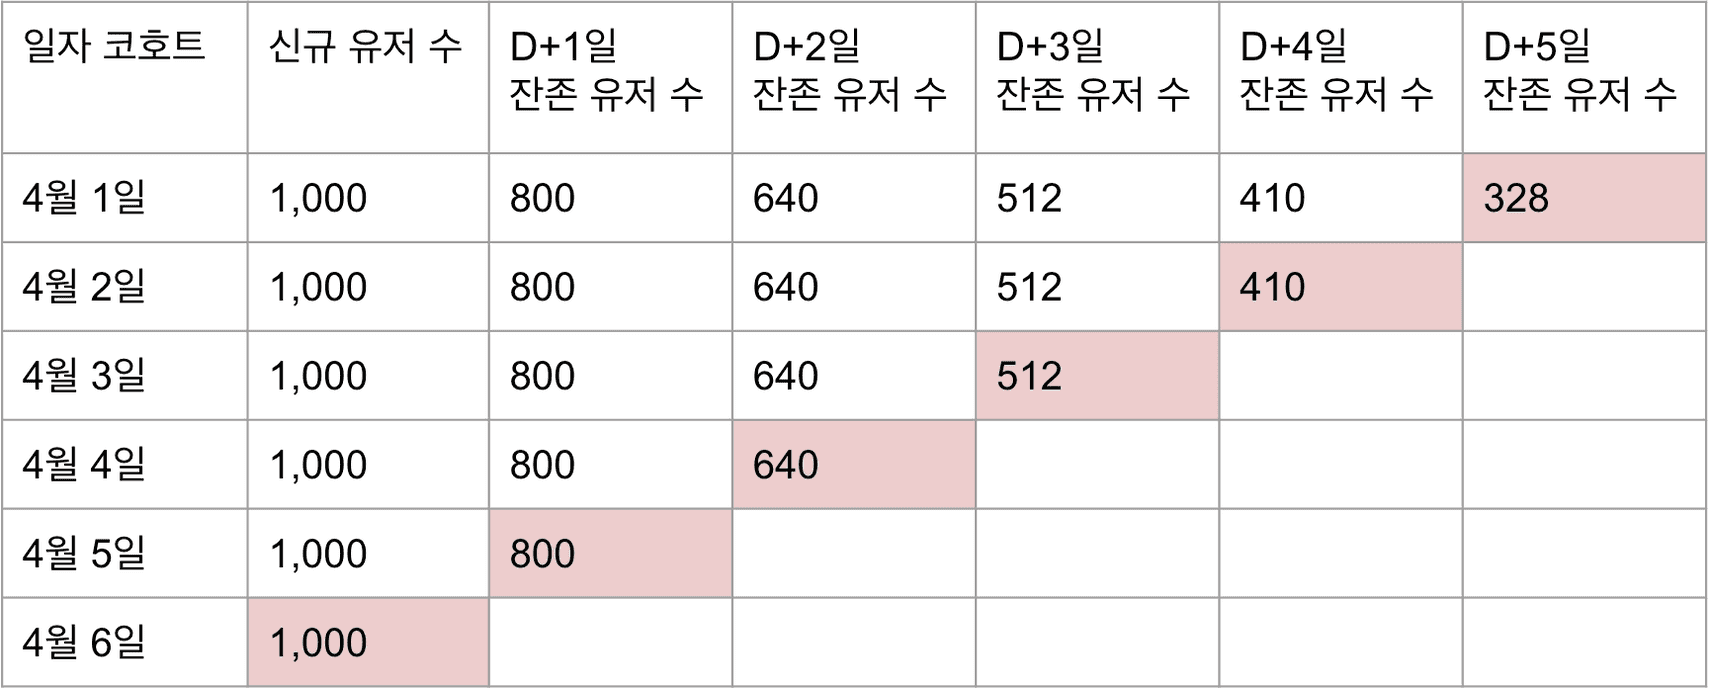 일자 코호트 신규 유저 수 D+1일 D+2일 D+3일 D+4일 D+5일
잔존 유저 수 잔존 유저 수 잔존 유저 수 잔존 유저 수 잔존 유저 수
4월 1일 1,000 800 640 512 410 328
4월 2일 1,000 800 640 512 410
4월 3일 1,000 800 640 512
4월 4일 1,000 800 640
4월 5일 1,000 800
4월 6일 1,000